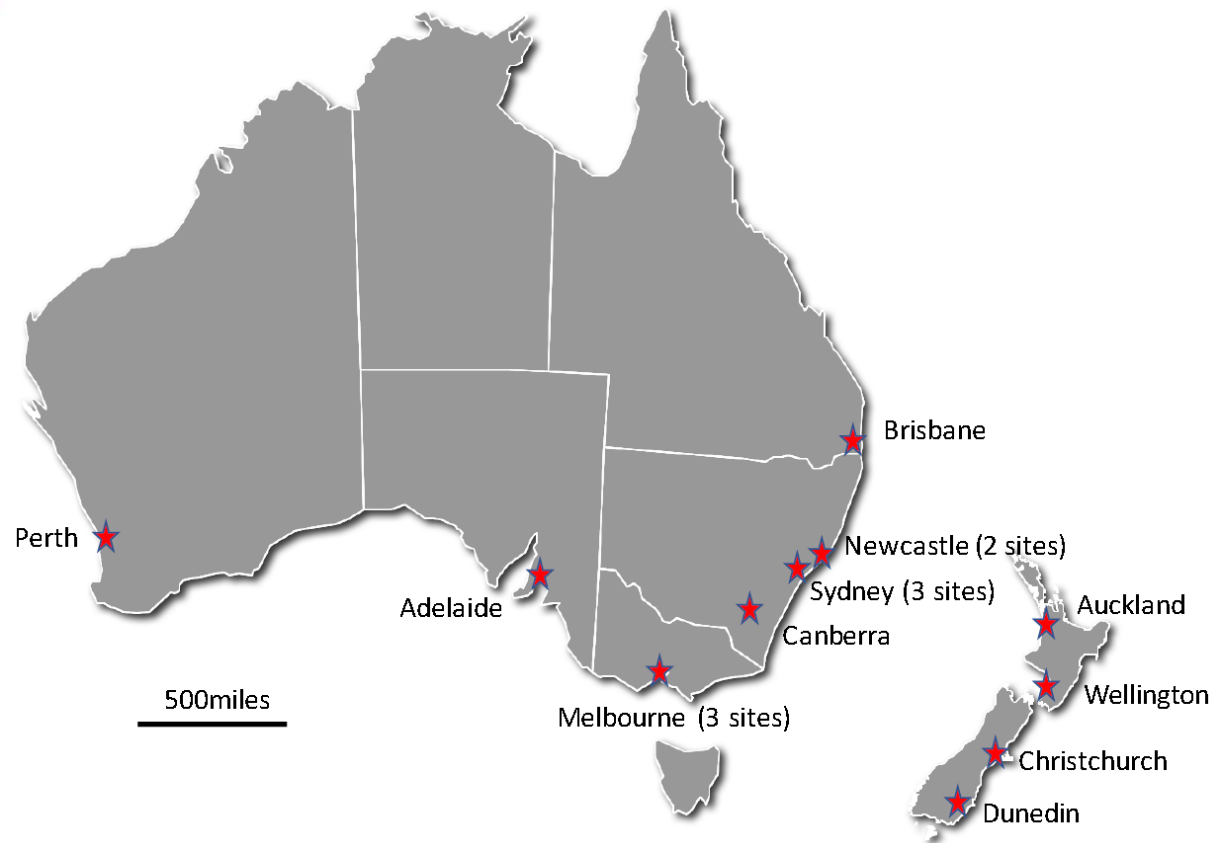 Brisbane
Perth
Newcastle (2 sites)
Adelaide
Sydney (3 sites)
Auckland
Canberra
500miles
Wellington
Melbourne (3 sites)
Christchurch
Dunedin